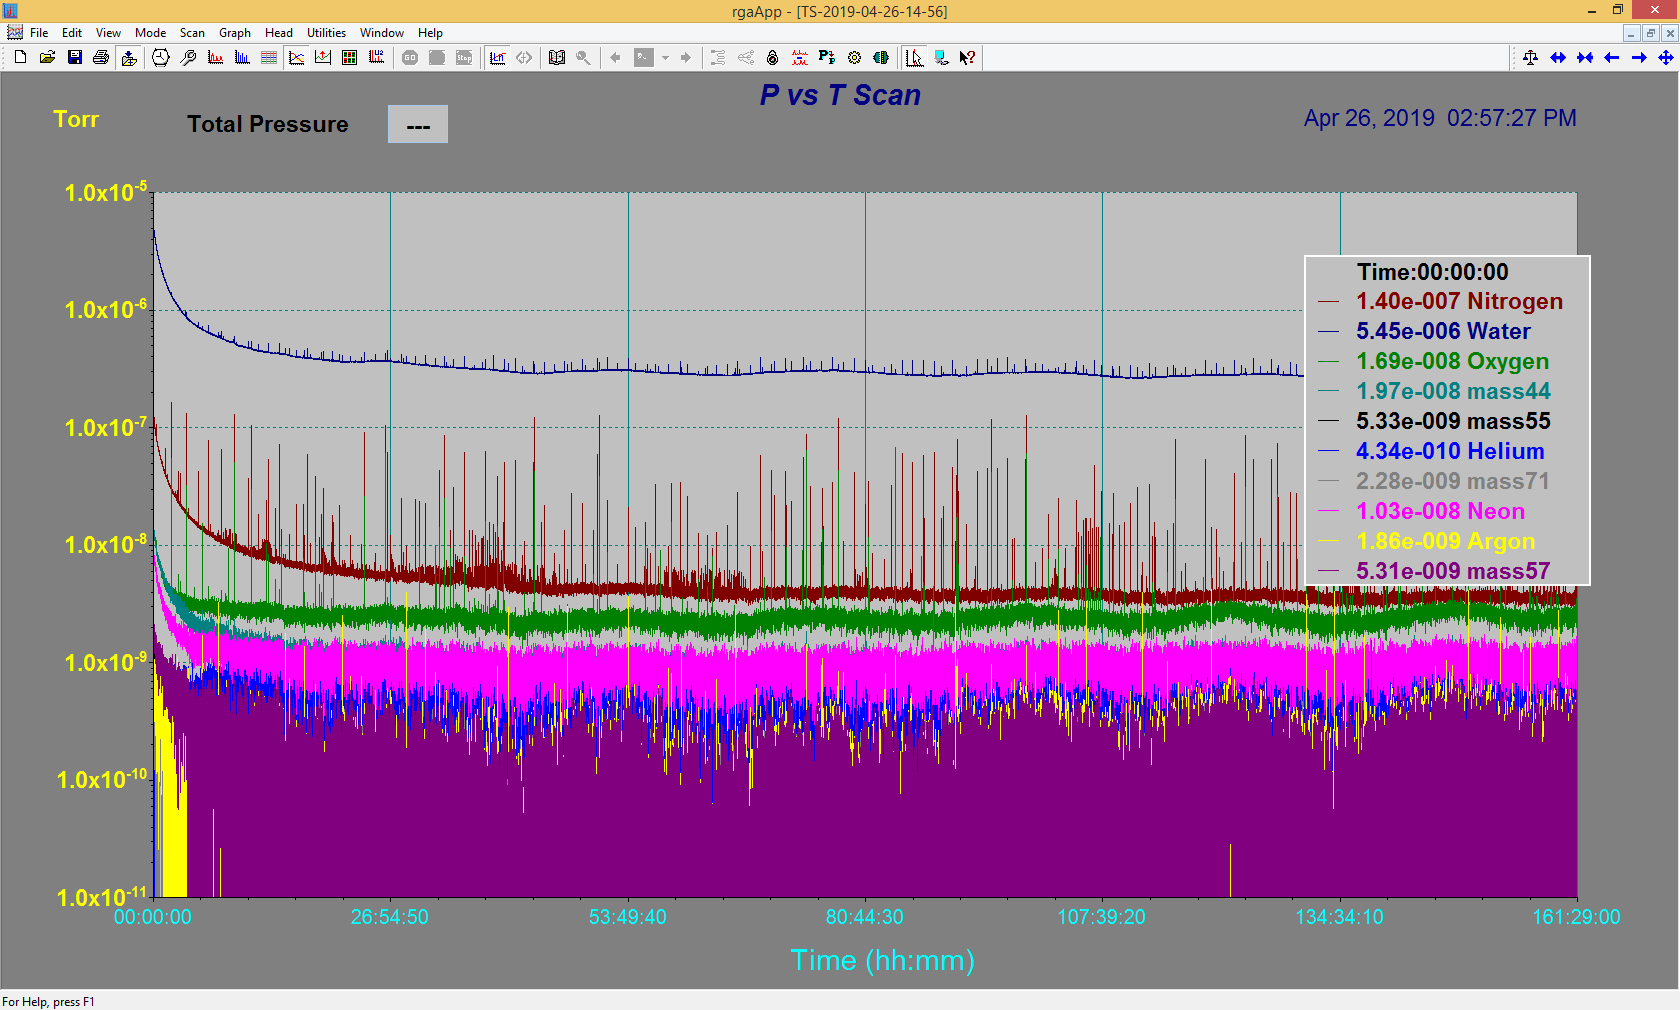 rgaApp - [TS-2019-04-26-14-56]
File Edit View Mode Scan Graph Head Utilities Window Help
P vs T Scan
Torr
Total Pressure
---
Apr 26, 2019 02:57:27 PM
1.0x10-5
1.0x10-6
1.0x10-7
1.0x10-8
1.0x10-9
1.0x10-10
1.0x10-11
Time:00:00:00
1.40e-007 Nitrogen
5.45e-006 Water
1.69e-008 Oxygen
1.97e-008 mass44
5.33e-009 mass55
4.34e-010 Helium
2.28e-009 mass71
1.03e-008 Neon
1.86e-009 Argon
5.31e-009 mass57
00:00:00 26:54:50 53:49:40 80:44:30 107:39:20 134:34:10 161:29:00
Time (hh:mm)
For Help, press F1